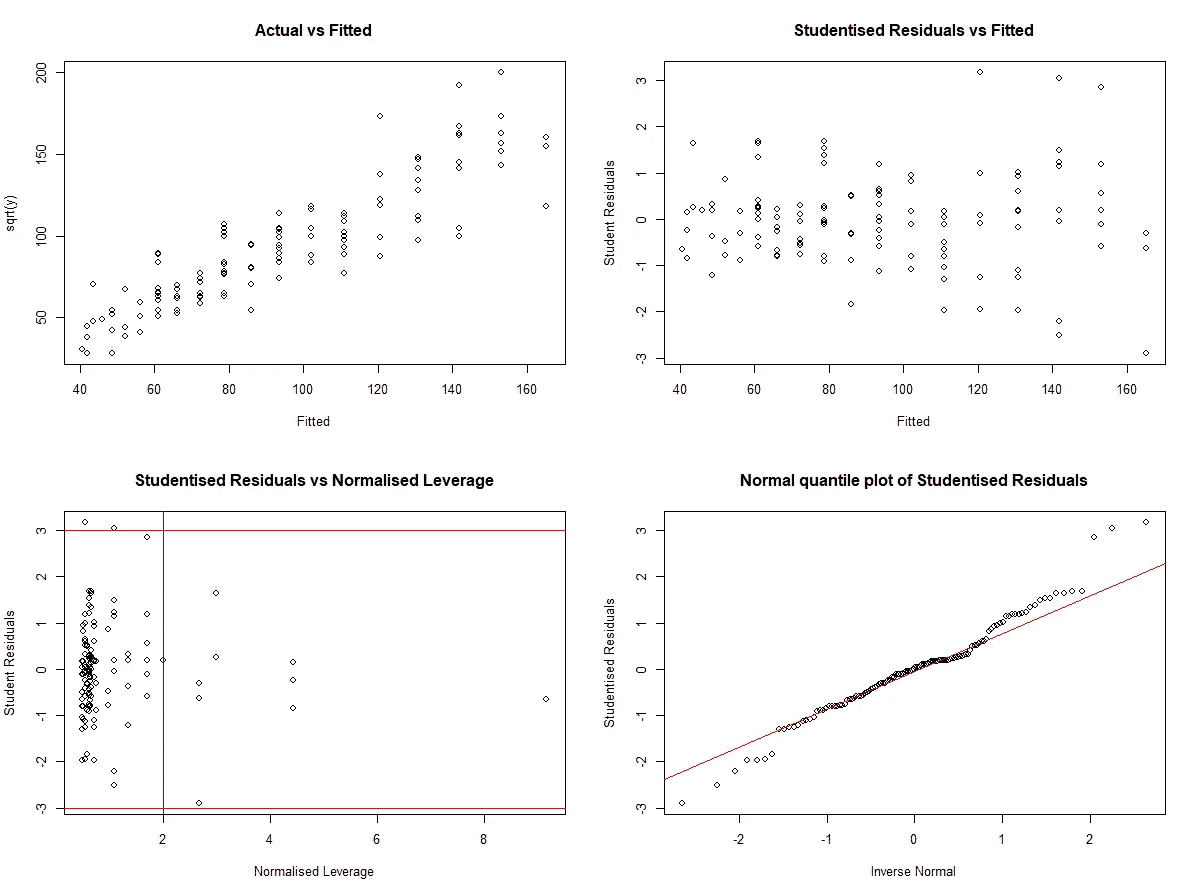 Actual vs Fitted
sqrt(y)
200
150
100
50
40 60 80 100 120 140 160
Fitted
Studentised Residuals vs Fitted
Student Residuals
3
2
1
0
-1
-2
-3
40 60 80 100 120 140 160
Fitted
Studentised Residuals vs Normalised Leverage
Student Residuals
3
2
1
0
-1
-2
-3
2 4 6 8
Normalised Leverage
Normal quantile plot of Studentised Residuals
Studentised Residuals
3
2
1
0
-1
-2
-3
-2 -1 0 1 2
Inverse Normal